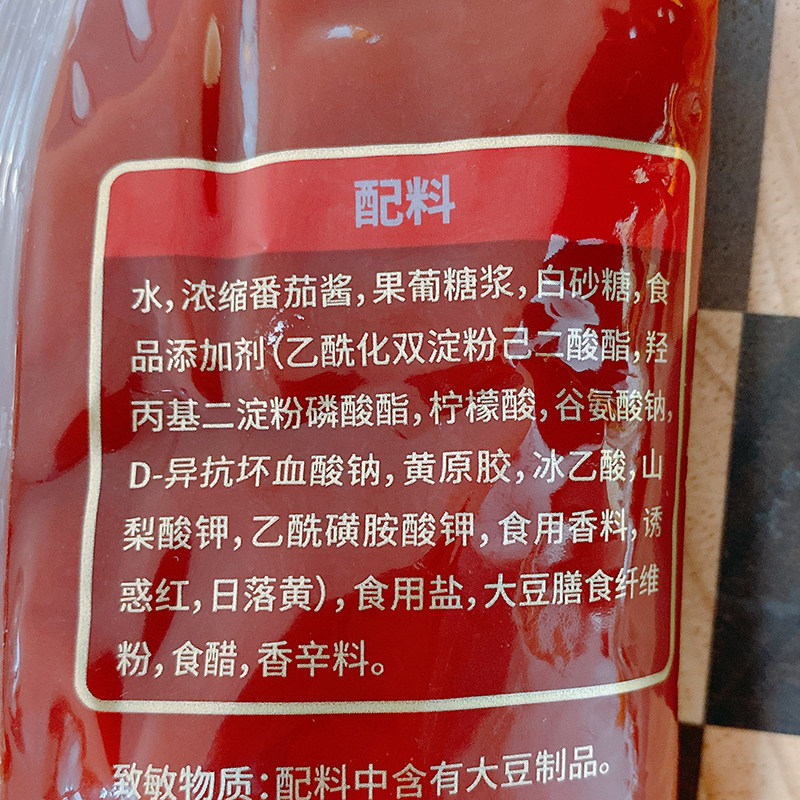 配料
水,浓缩番茄酱,果葡糖浆,白砂糖,食
品添加剂(乙酰化双淀粉己二酸酯,羟
丙基二淀粉磷酸酯,柠檬酸,谷氨酸钠,
D-异抗坏血酸钠,黄原胶,冰乙酸,山
梨酸钾,乙酰磺胺酸钾,食用香料,诱
惑红,日落黄),食用盐,大豆膳食纤维
粉,食醋,香辛料。
致敏物质:配料中含有大豆制品。